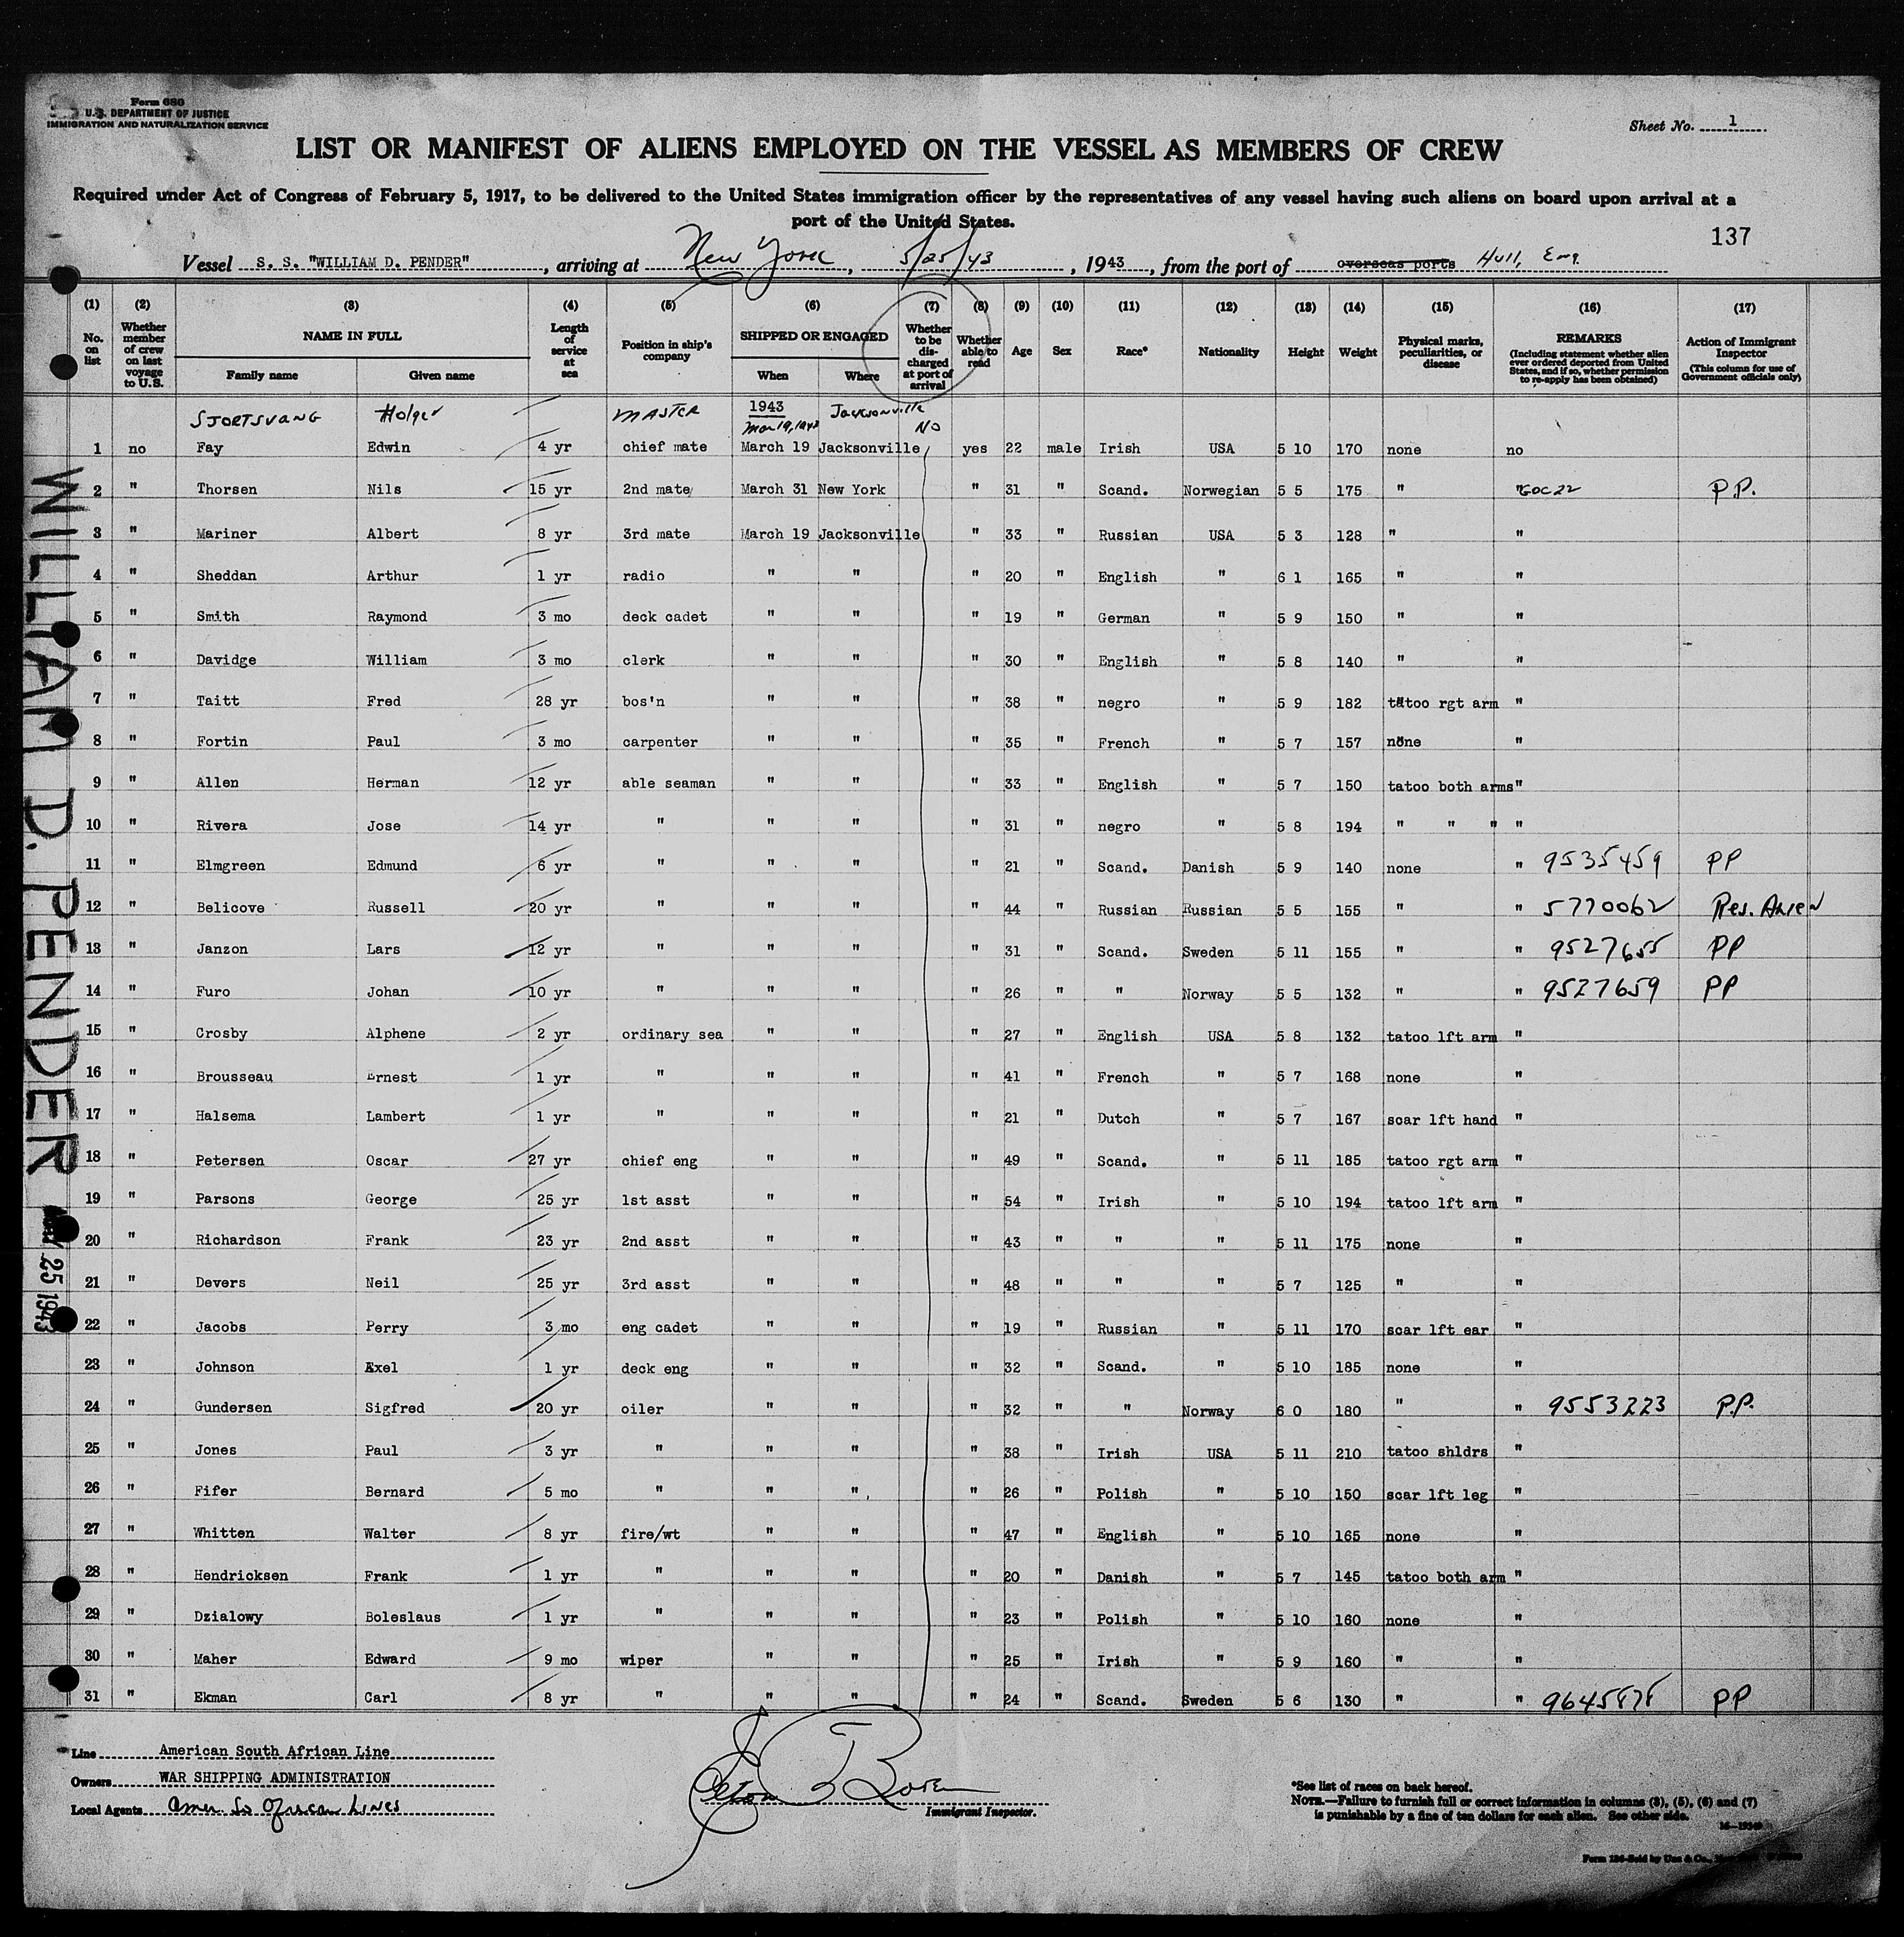 Form 680
U. S. DEPARTMENT OF JUSTICE
IMMIGRATION AND NATURALIZATION SERVICE
Sheet No. 1
LIST OR MANIFEST OF ALIENS EMPLOYED ON THE VESSEL AS MEMBERS OF CREW
Required under Act of Congress of February 5, 1917, to be delivered to the United States immigration officer by the representatives of any vessel having such aliens on board upon arrival at a
port of the United States.
137
Vessel S. S. "WILLIAM D. PENDER", arriving at New York, 5/25/43, 1943, from the port of overseas ports Hull, Eng.
(1) (2) (3) (4) (5) (6) (7) (8) (9) (10) (11) (12) (13) (14) (15) (16) (17)
No. on list Whether member of crew on last voyage to U.S. NAME IN FULL Family name Given name Length of service at sea Position in ship's company SHIPPED OR ENGAGED When Where Whether to be discharged at port of arrival Whether able to read Age Sex Race* Nationality Height Weight Physical marks, peculiarities, or disease REMARKS (Including statement whether alien ever ordered deported from United States, and if so, whether permission to re-apply has been obtained) Action of Immigrant Inspector (This column for use of Government officials only)
SJORTSVANG Holger MASTER 1943 Mar 19, 1943 Jacksonville No
1 no Fay Edwin 4 yr chief mate March 19 Jacksonville yes 22 male Irish USA 5 10 170 none no
2 " Thorsen Nils 15 yr 2nd mate March 31 New York " 31 " Scand. Norwegian 5 5 175 " " P.P.
3 " Mariner Albert 8 yr 3rd mate March 19 Jacksonville " 33 " Russian USA 5 3 128 " "
4 " Sheddan Arthur 1 yr radio " " " 20 " English " 6 1 165 " "
5 " Smith Raymond 3 mo deck cadet " " " 19 " German " 5 9 150 " "
6 " Davidge William 3 mo clerk " " " 30 " English " 5 8 140 " "
7 " Taitt Fred 28 yr bos'n " " " 38 " negro " 5 9 182 tatoo rgt arm "
8 " Fortin Paul 3 mo carpenter " " " 35 " French " 5 7 157 none "
9 " Allen Herman 12 yr able seaman " " " 33 " English " 5 7 150 tatoo both arms "
10 " Rivera Jose 14 yr " " " " 31 " negro " 5 8 194 " " " "
11 " Elmgreen Edmund 6 yr " " " " 21 " Scand. Danish 5 9 140 none " 9535459 PP
12 " Belicove Russell 20 yr " " " " 44 " Russian Russian 5 5 155 " " 5770062 Res. Alien
13 " Janzon Lars 12 yr " " " " 31 " Scand. Sweden 5 11 155 " " 9527655 PP
14 " Furo Johan 10 yr " " " " 26 " " Norway 5 5 132 " " 9527659 PP
15 " Crosby Alphene 2 yr ordinary sea " " " 27 " English USA 5 8 132 tatoo lft arm "
16 " Brousseau Ernest 1 yr " " " " 41 " French " 5 7 168 none "
17 " Halsema Lambert 1 yr " " " " 21 " Dutch " 5 7 167 scar lft hand "
18 " Petersen Oscar 27 yr chief eng " " " 49 " Scand. " 5 11 185 tatoo rgt arm "
19 " Parsons George 25 yr 1st asst " " " 54 " Irish " 5 10 194 tatoo lft arm "
20 " Richardson Frank 23 yr 2nd asst " " " 43 " " " 5 11 175 none "
21 " Devers Neil 25 yr 3rd asst " " " 48 " " " 5 7 125 " "
22 " Jacobs Perry 3 mo eng cadet " " " 19 " Russian " 5 11 170 scar lft ear "
23 " Johnson Axel 1 yr deck eng " " " 32 " Scand. " 5 10 185 none "
24 " Gundersen Sigfred 20 yr oiler " " " 32 " " Norway 6 0 180 " " 9553223 P.P.
25 " Jones Paul 3 yr " " " " 38 " Irish USA 5 11 210 tatoo shldrs "
26 " Fifer Bernard 5 mo " " " " 26 " Polish " 5 10 150 scar lft leg "
27 " Whitten Walter 8 yr fire/wt " " " 47 " English " 5 10 165 none "
28 " Hendricksen Frank 1 yr " " " " 20 " Danish " 5 7 145 tatoo both arm "
29 " Dzialowy Boleslaus 1 yr " " " " 23 " Polish " 5 10 160 none "
30 " Maher Edward 9 mo wiper " " " 25 " Irish " 5 9 160 " "
31 " Ekman Carl 8 yr " " " " 24 " Scand. Sweden 5 6 130 " " PP
WILLIAM D. PENDER
25 1943
Line American South African Line
Owners WAR SHIPPING ADMINISTRATION
Local Agents Amer. So African Lines
Immigrant Inspector.
*See list of races on back hereof.
NOTE.—Failure to furnish full or correct information in columns (3), (5), (6) and (7)
is punishable by a fine of ten dollars for each alien. See other side.